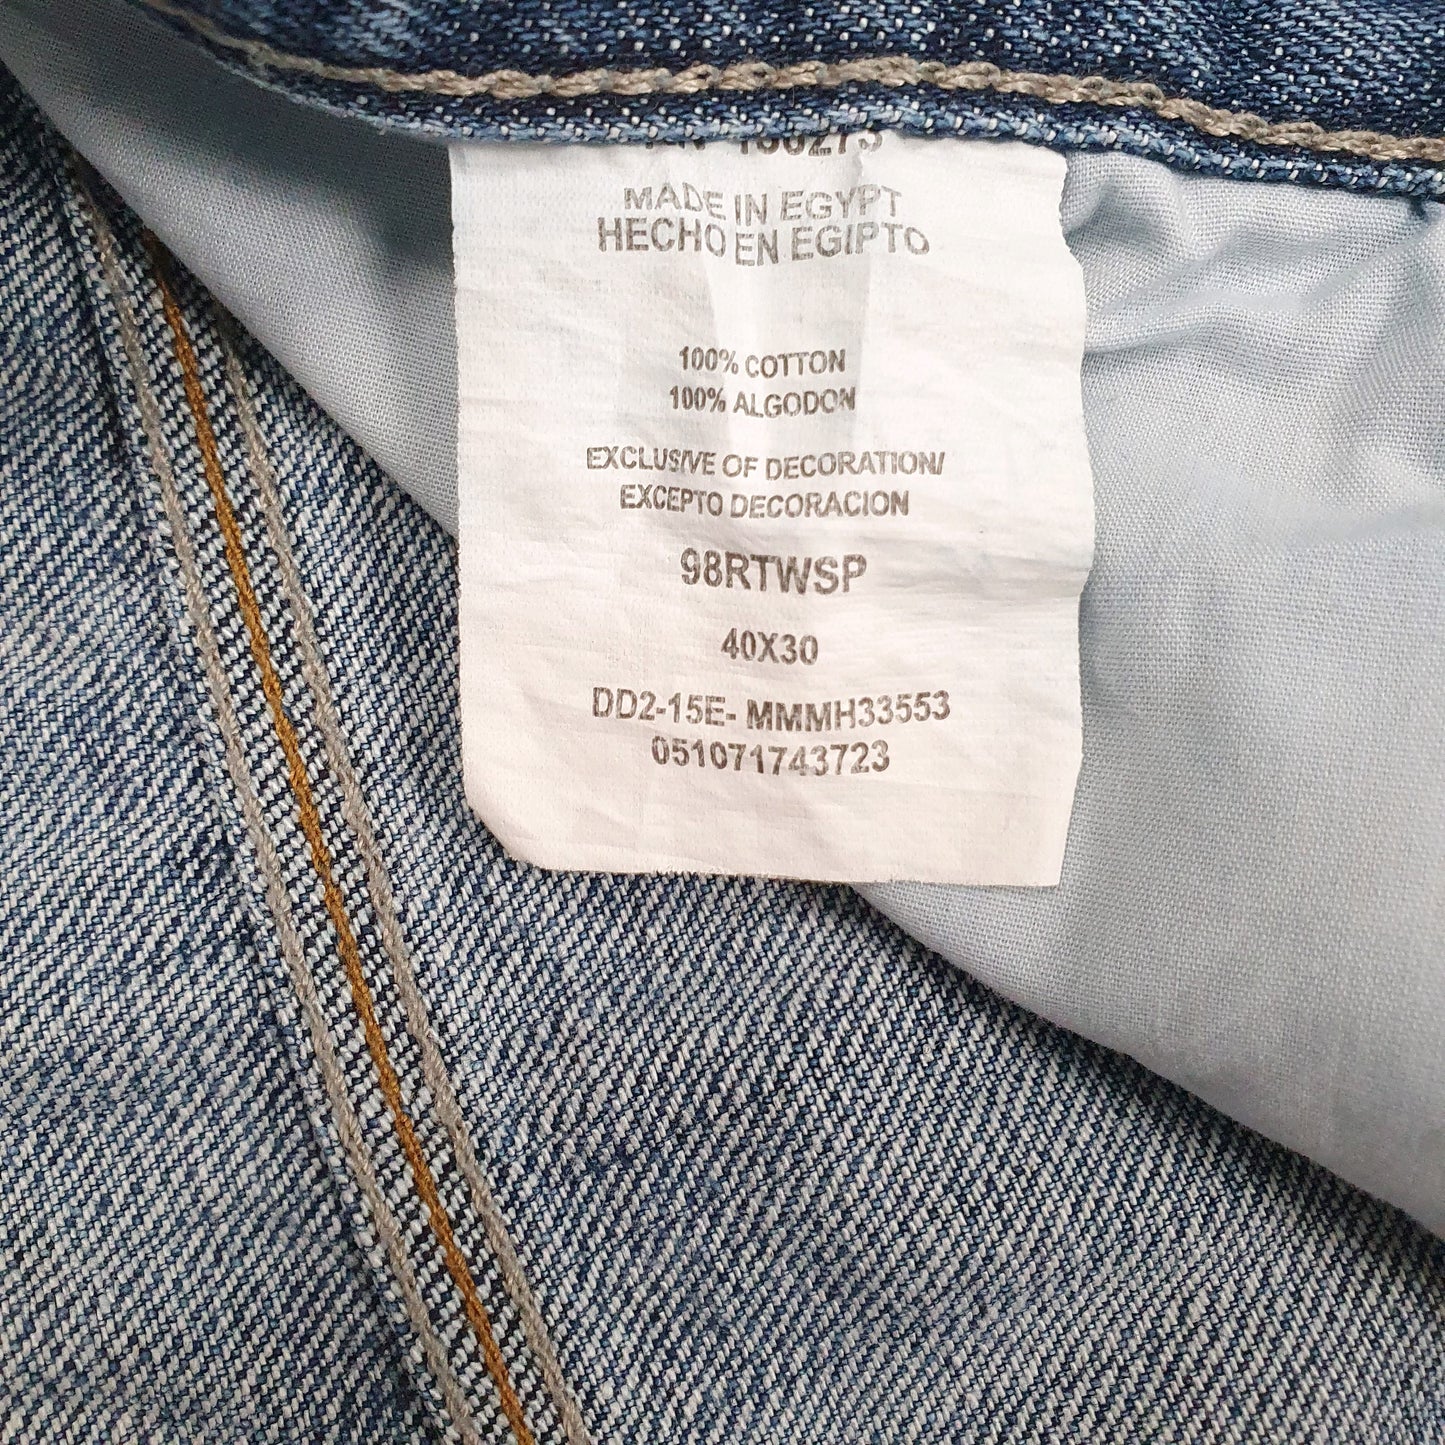 MADE IN EGYPT
HECHO EN EGIPTO
100% COTTON
100% ALGODON
EXCLUSIVE OF DECORATION/
EXCEPTO DECORACION
98RTWSP
40X30
DD2-15E- MMMH33553
051071743723